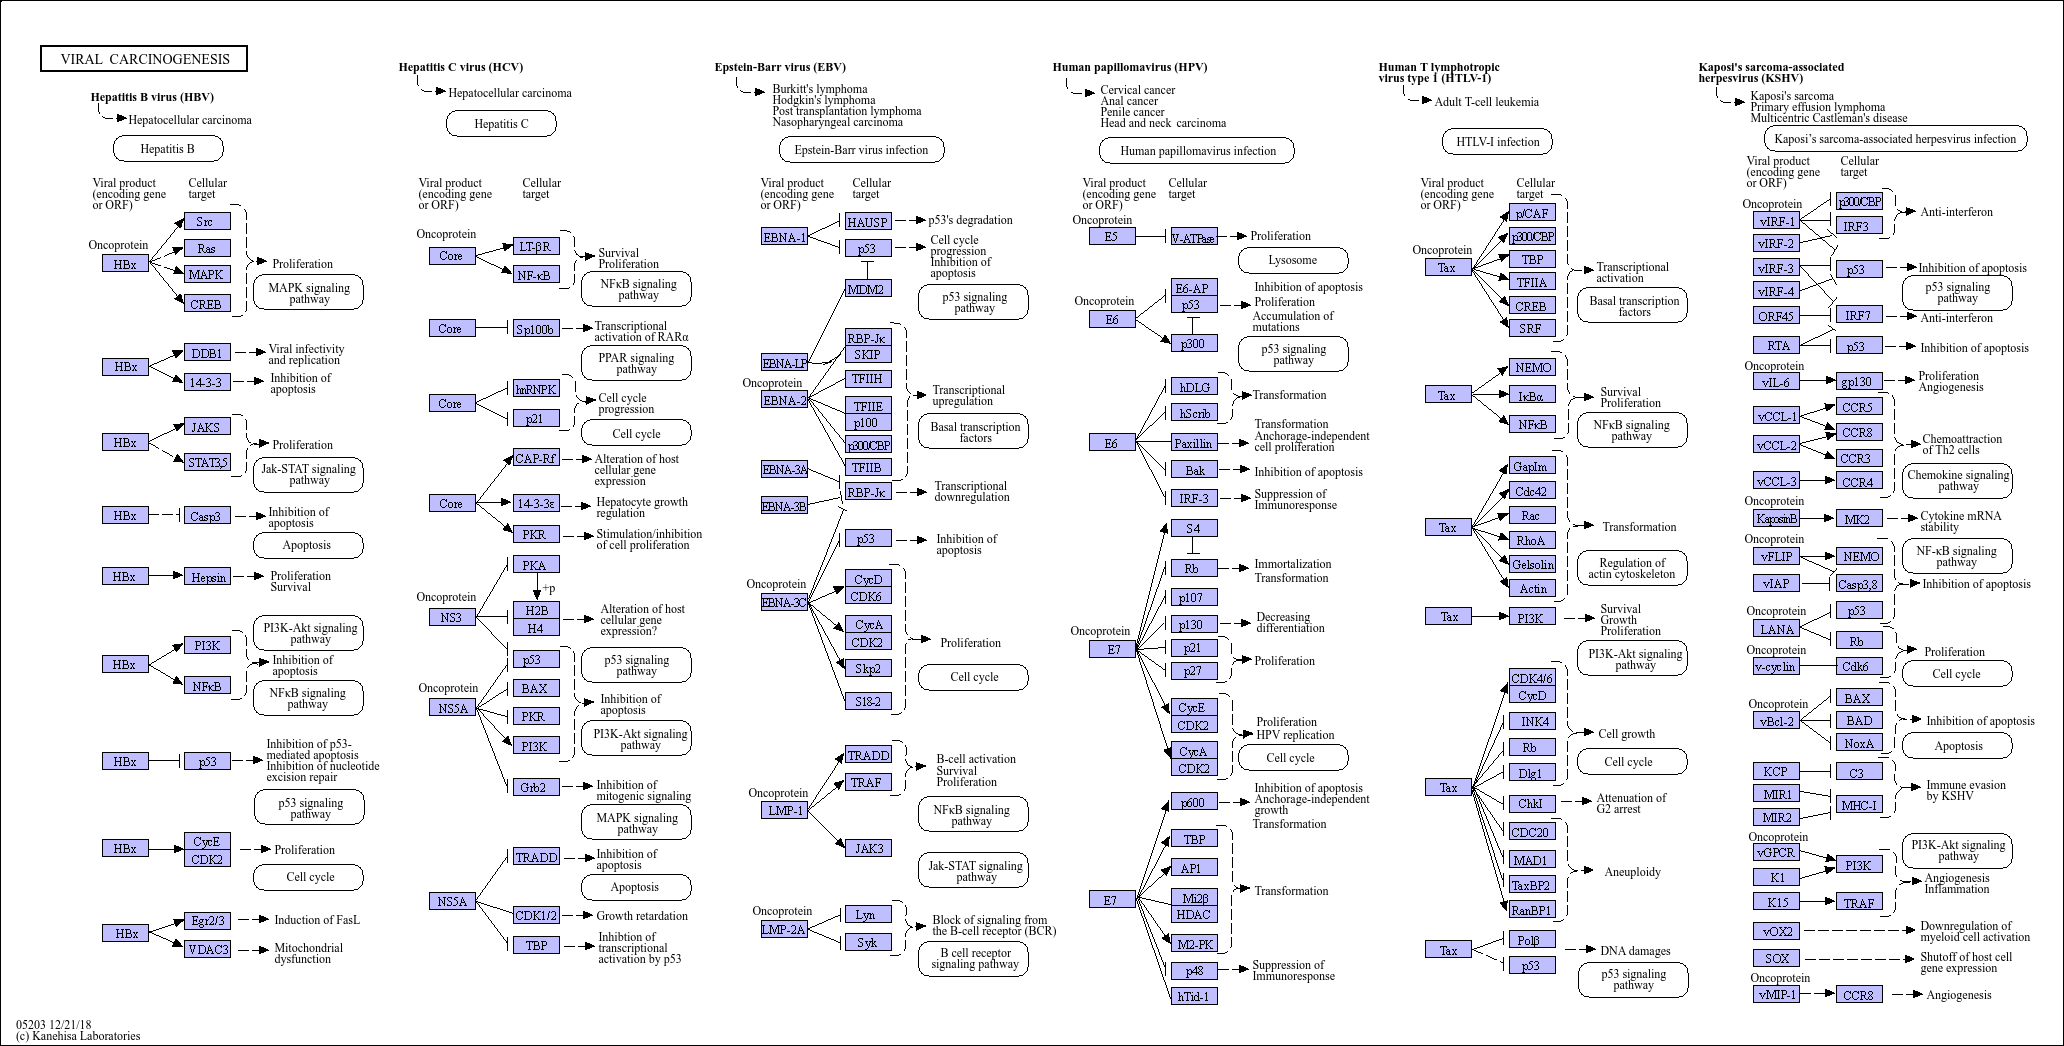 VIRAL CARCINOGENESIS
Hepatitis B virus (HBV)
Hepatocellular carcinoma
Hepatitis B
Viral product
(encoding gene
or ORF)
Cellular
target
Oncoprotein
HBx
Src
Ras
MAPK
CREB
Proliferation
MAPK signaling
pathway
HBx
DDB1
14-3-3
Viral infectivity
and replication
Inhibition of
apoptosis
HBx
JAKS
STAT3,5
Proliferation
Jak-STAT signaling
pathway
HBx
Casp3
Inhibition of
apoptosis
Apoptosis
HBx
Hepsin
Proliferation
Survival
PI3K-Akt signaling
pathway
HBx
PI3K
NFκB
Inhibition of
apoptosis
NFκB signaling
pathway
HBx
p53
Inhibition of p53-
mediated apoptosis
Inhibition of nucleotide
excision repair
p53 signaling
pathway
HBx
CycE
CDK2
Proliferation
Cell cycle
HBx
Egr2/3
VDAC3
Induction of FasL
Mitochondrial
dysfunction
05203 12/21/18
(c) Kanehisa Laboratories
Hepatitis C virus (HCV)
Hepatocellular carcinoma
Hepatitis C
Viral product
(encoding gene
or ORF)
Cellular
target
Oncoprotein
Core
LT-βR
NF-κB
Survival
Proliferation
NFκB signaling
pathway
Core
Sp100b
Transcriptional
activation of RARα
PPAR signaling
pathway
Core
hnRNPK
p21
Cell cycle
progression
Cell cycle
Core
CAP-Rf
14-3-3ε
PKR
Alteration of host
cellular gene
expression
Hepatocyte growth
regulation
Stimulation/inhibition
of cell proliferation
Oncoprotein
NS3
PKA
+p
H2B
H4
Alteration of host
cellular gene
expression?
p53
p53 signaling
pathway
Oncoprotein
NS5A
BAX
PKR
PI3K
Inhibition of
apoptosis
PI3K-Akt signaling
pathway
Grb2
Inhibition of
mitogenic signaling
MAPK signaling
pathway
NS5A
TRADD
CDK1/2
TBP
Inhibition of
apoptosis
Apoptosis
Growth retardation
Inhibtion of
transcriptional
activation by p53
Epstein-Barr virus (EBV)
Burkitt's lymphoma
Hodgkin's lymphoma
Post transplantation lymphoma
Nasopharyngeal carcinoma
Epstein-Barr virus infection
Viral product
(encoding gene
or ORF)
Cellular
target
EBNA-1
HAUSP
p53
MDM2
p53's degradation
Cell cycle
progression
Inhibition of
apoptosis
p53 signaling
pathway
EBNA-LP
Oncoprotein
EBNA-2
RBP-Jκ
SKIP
TFIIH
TFIIE
p100
p300/CBP
TFIIB
Transcriptional
upregulation
Basal transcription
factors
EBNA-3A
EBNA-3B
RBP-Jκ
Transcriptional
downregulation
p53
Inhibition of
apoptosis
Oncoprotein
EBNA-3C
CycD
CDK6
CycA
CDK2
Skp2
S18-2
Proliferation
Cell cycle
Oncoprotein
LMP-1
TRADD
TRAF
JAK3
B-cell activation
Survival
Proliferation
NFκB signaling
pathway
Jak-STAT signaling
pathway
Oncoprotein
LMP-2A
Lyn
Syk
Block of signaling from
the B-cell receptor (BCR)
B cell receptor
signaling pathway
Human papillomavirus (HPV)
Cervical cancer
Anal cancer
Penile cancer
Head and neck carcinoma
Human papillomavirus infection
Viral product
(encoding gene
or ORF)
Cellular
target
Oncoprotein
E5
V-ATPase
Proliferation
Lysosome
Oncoprotein
E6
E6-AP
p53
p300
Inhibition of apoptosis
Proliferation
Accumulation of
mutations
p53 signaling
pathway
E6
hDLG
hScrib
Paxillin
Bak
IRF-3
Transformation
Transformation
Anchorage-independent
cell proliferation
Inhibition of apoptosis
Suppression of
Immunoresponse
Oncoprotein
E7
S4
Rb
p107
p130
p21
p27
CycE
CDK2
CycA
CDK2
Immortalization
Transformation
Decreasing
differentiation
Proliferation
Proliferation
HPV replication
Cell cycle
E7
p600
TBP
AP1
Mi2β
HDAC
M2-PK
p48
hTid-1
Inhibition of apoptosis
Anchorage-independent
growth
Transformation
Transformation
Suppression of
Immunoresponse
Human T lymphotropic
virus type 1 (HTLV-1)
Adult T-cell leukemia
HTLV-I infection
Viral product
(encoding gene
or ORF)
Cellular
target
Oncoprotein
Tax
p/CAF
p300/CBP
TBP
TFIIA
CREB
SRF
Transcriptional
activation
Basal transcription
factors
Tax
NEMO
IκBα
NFκB
Survival
Proliferation
NFκB signaling
pathway
Tax
GapIm
Cdc42
Rac
RhoA
Gelsolin
Actin
Transformation
Regulation of
actin cytoskeleton
Tax
PI3K
Survival
Growth
Proliferation
PI3K-Akt signaling
pathway
Tax
CDK4/6
CycD
INK4
Rb
Dlg1
ChkI
CDC20
MAD1
TaxBP2
RanBP1
Cell growth
Cell cycle
Attenuation of
G2 arrest
Aneuploidy
Tax
Polβ
p53
DNA damages
p53 signaling
pathway
Kaposi's sarcoma-associated
herpesvirus (KSHV)
Kaposi's sarcoma
Primary effusion lymphoma
Multicentric Castleman's disease
Kaposi's sarcoma-associated herpesvirus infection
Viral product
(encoding gene
or ORF)
Cellular
target
Oncoprotein
vIRF-1
vIRF-2
vIRF-3
vIRF-4
ORF45
RTA
p300/CBP
IRF3
p53
IRF7
p53
Anti-interferon
Inhibition of apoptosis
p53 signaling
pathway
Anti-interferon
Inhibition of apoptosis
Oncoprotein
vIL-6
gp130
Proliferation
Angiogenesis
vCCL-1
vCCL-2
vCCL-3
CCR5
CCR8
CCR3
CCR4
Chemoattraction
of Th2 cells
Chemokine signaling
pathway
Oncoprotein
KaposinB
MK2
Cytokine mRNA
stability
Oncoprotein
vFLIP
vIAP
NEMO
Casp3,8
NF-κB signaling
pathway
Inhibition of apoptosis
Oncoprotein
LANA
p53
Rb
Oncoprotein
v-cyclin
Cdk6
Proliferation
Cell cycle
Oncoprotein
vBcl-2
BAX
BAD
NoxA
Inhibition of apoptosis
Apoptosis
KCP
MIR1
MIR2
C3
MHC-I
Immune evasion
by KSHV
Oncoprotein
vGPCR
K1
K15
PI3K
TRAF
PI3K-Akt signaling
pathway
Angiogenesis
Inflammation
vOX2
Downregulation of
myeloid cell activation
SOX
Shutoff of host cell
gene expression
Oncoprotein
vMIP-1
CCR8
Angiogenesis